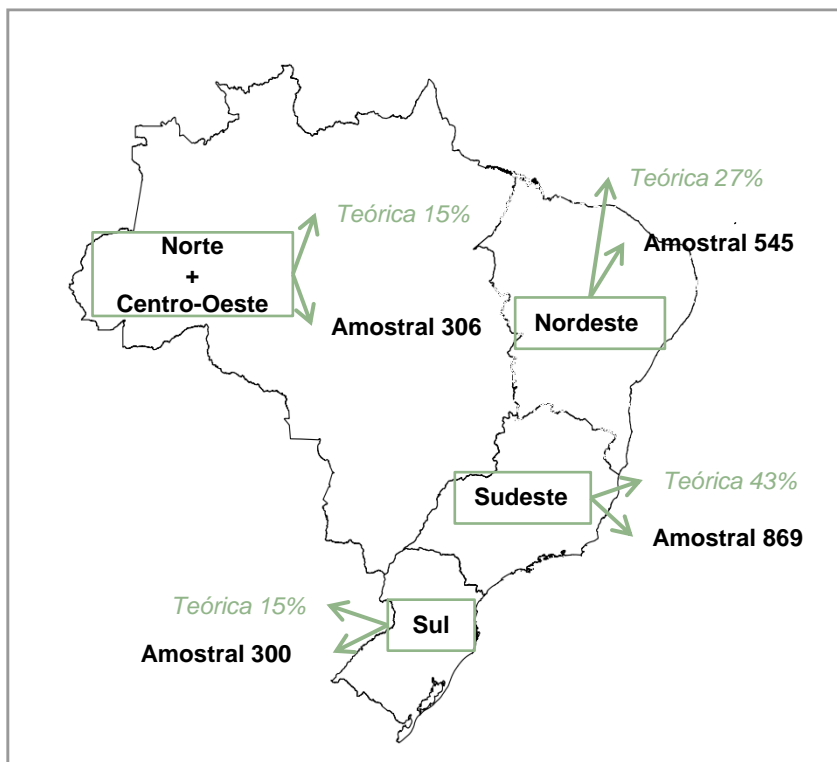 Teórica 27%
Teórica 15%
Norte
+
Centro-Oeste
Amostral 545
Amostral 306
Nordeste
Sudeste
Teórica 43%
Amostral 869
Teórica 15%
Sul
Amostral 300